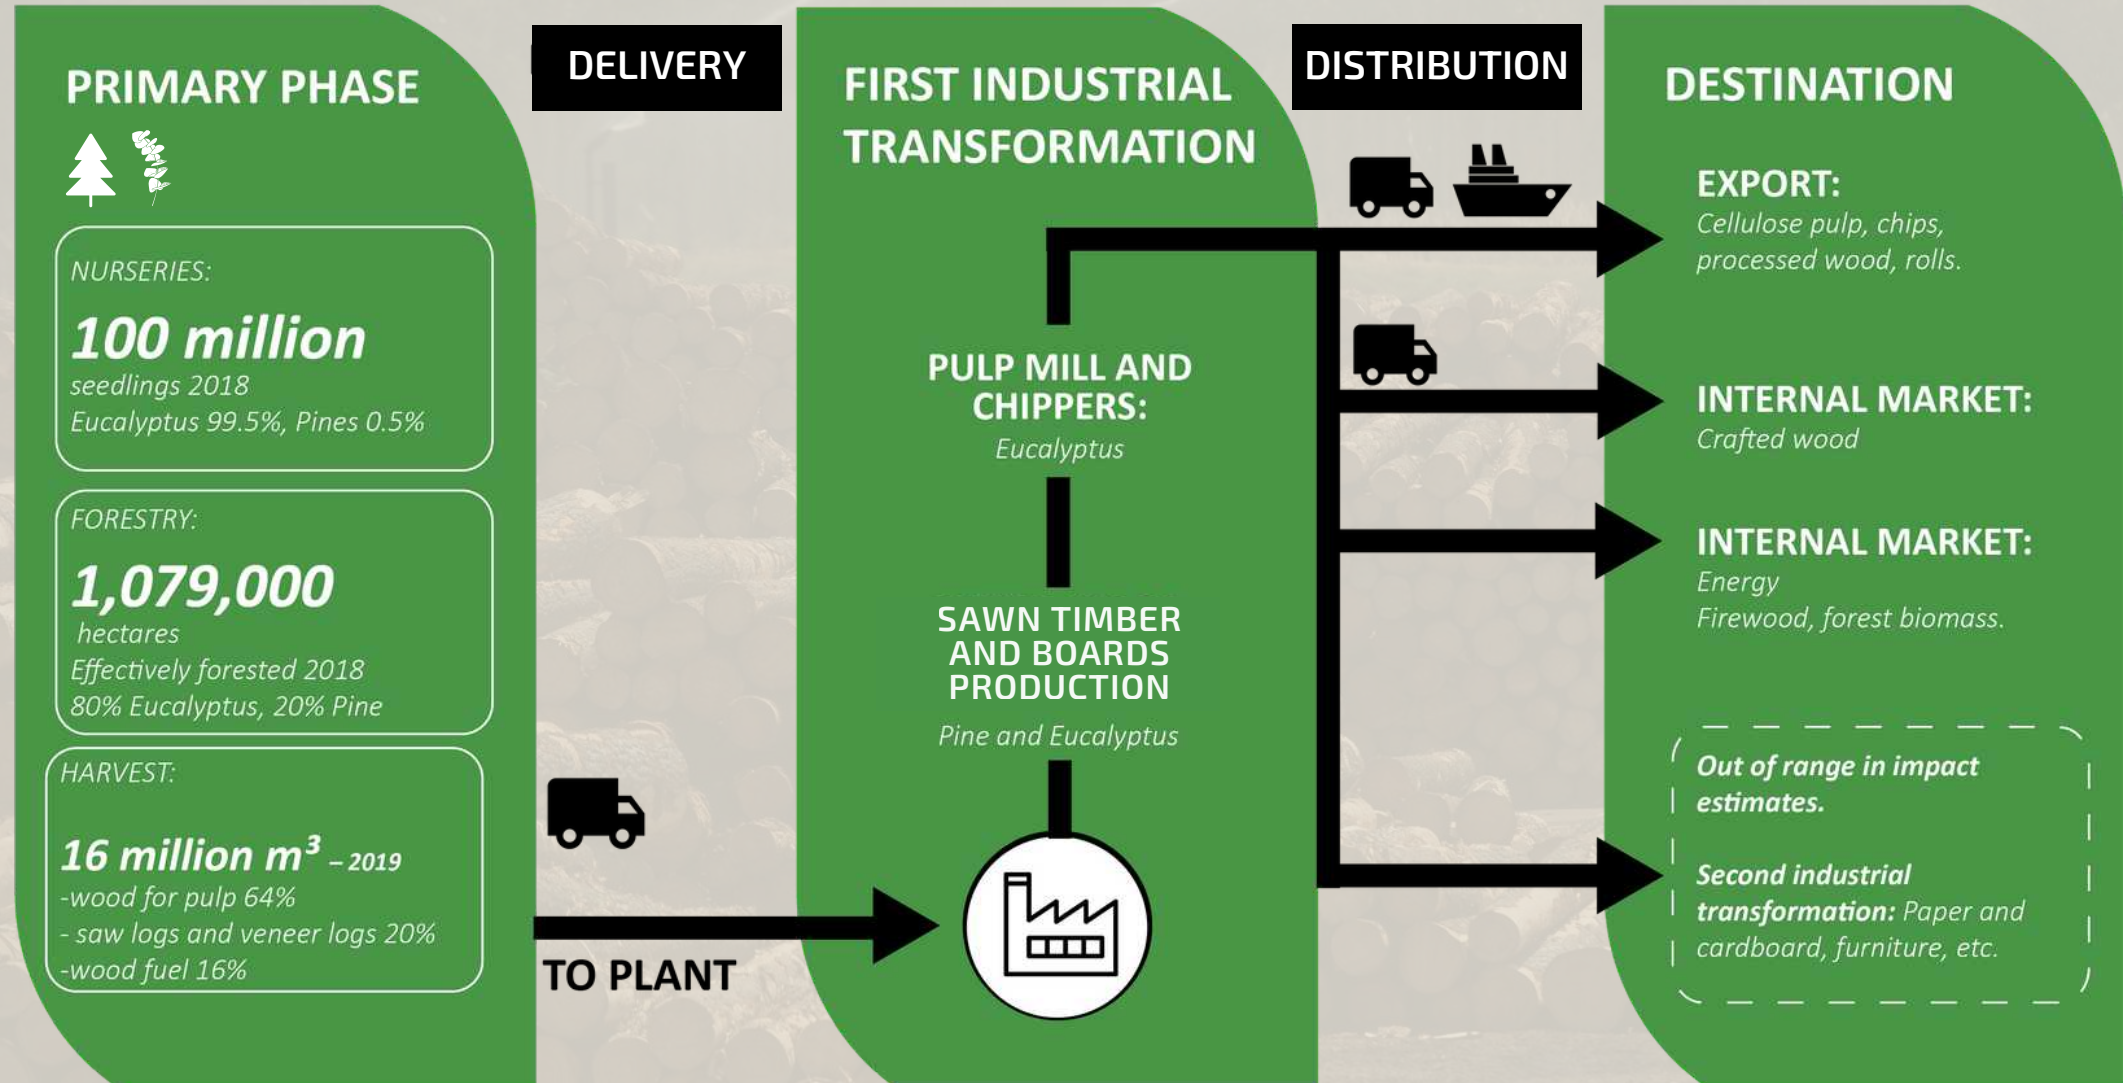 PRIMARY PHASE
NURSERIES:
100 million
seedlings 2018
Eucalyptus 99.5%, Pines 0.5%
FORESTRY:
1,079,000
hectares
Effectively forested 2018
80% Eucalyptus, 20% Pine
HARVEST:
16 million m³ – 2019
-wood for pulp 64%
- saw logs and veneer logs 20%
-wood fuel 16%
DELIVERY
TO PLANT
FIRST INDUSTRIAL
TRANSFORMATION
PULP MILL AND
CHIPPERS:
Eucalyptus
SAWN TIMBER
AND BOARDS
PRODUCTION
Pine and Eucalyptus
DISTRIBUTION
DESTINATION
EXPORT:
Cellulose pulp, chips,
processed wood, rolls.
INTERNAL MARKET:
Crafted wood
INTERNAL MARKET:
Energy
Firewood, forest biomass.
Out of range in impact
estimates.
Second industrial
transformation: Paper and
cardboard, furniture, etc.